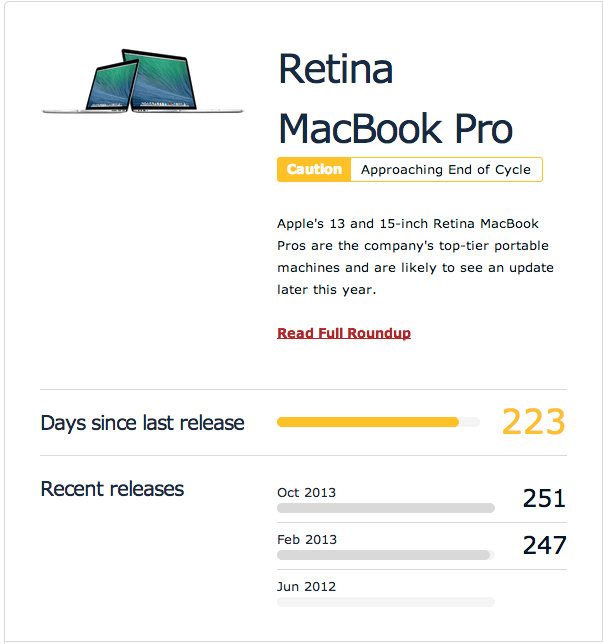 Retina
MacBook Pro
Caution Approaching End of Cycle
Apple's 13 and 15-inch Retina MacBook
Pros are the company's top-tier portable
machines and are likely to see an update
later this year.
Read Full Roundup
Days since last release 223
Recent releases
Oct 2013 251
Feb 2013 247
Jun 2012